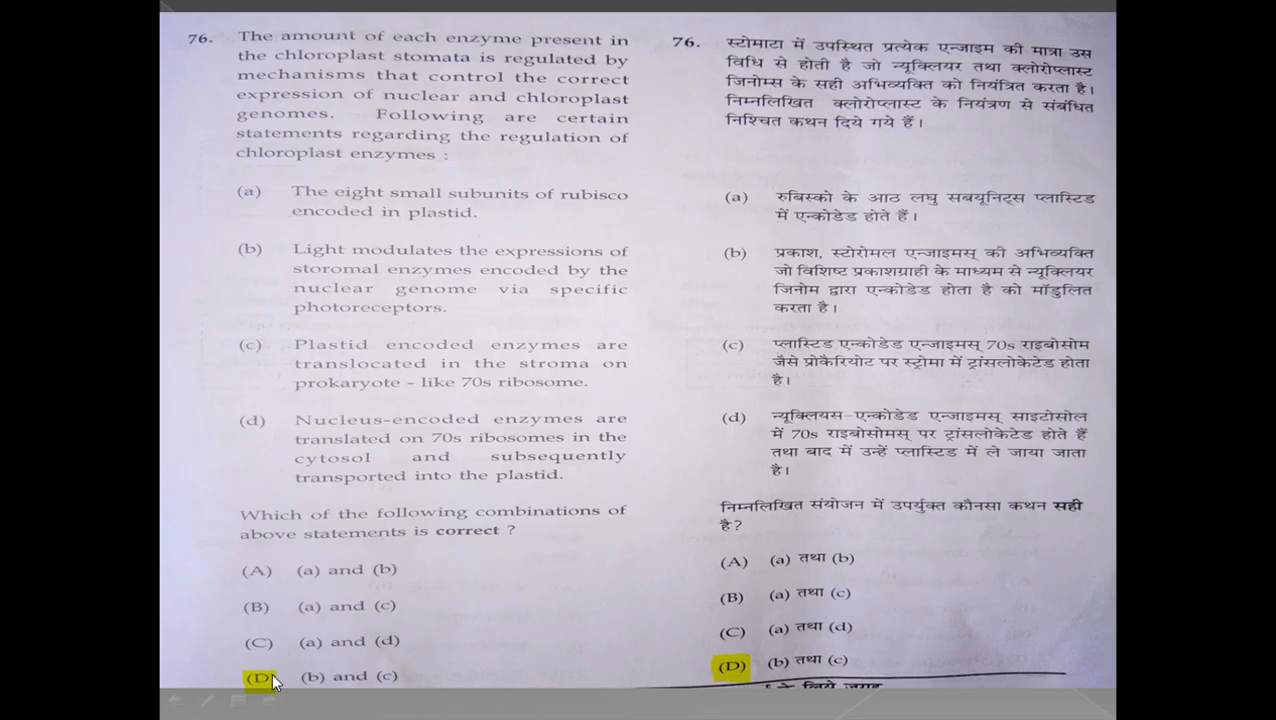 76. The amount of each enzyme present in
the chloroplast stomata is regulated by
mechanisms that control the correct
expression of nuclear and chloroplast
genomes. Following are certain
statements regarding the regulation of
chloroplast enzymes :
(a) The eight small subunits of rubisco
encoded in plastid.
(b) Light modulates the expressions of
storomal enzymes encoded by the
nuclear genome via specific
photoreceptors.
(c) Plastid encoded enzymes are
translocated in the stroma on
prokaryote - like 70s ribosome.
(d) Nucleus-encoded enzymes are
translated on 70s ribosomes in the
cytosol and subsequently
transported into the plastid.
Which of the following combinations of
above statements is correct ?
(A) (a) and (b)
(B) (a) and (c)
(C) (a) and (d)
(D) (b) and (c)
76. स्टोमाटा में उपस्थित प्रत्येक एन्जाइम की मात्रा उस
विधि से होती है जो न्यूक्लियर तथा क्लोरोप्लास्ट
जिनोम्स के सही अभिव्यक्ति को नियंत्रित करता है।
निम्नलिखित क्लोरोप्लास्ट के नियंत्रण से संबंधित
निश्चित कथन दिये गये हैं।
(a) रुबिस्को के आठ लघु सबयूनिट्स प्लास्टिड
में एन्कोडेड होते हैं।
(b) प्रकाश, स्टोरोमल एन्जाइमस् की अभिव्यक्ति
जो विशिष्ट प्रकाशग्राही के माध्यम से न्यूक्लियर
जिनोम द्वारा एन्कोडेड होता है को मॉडुलित
करता है।
(c) प्लास्टिड एन्कोडेड एन्जाइमस् 70s राइबोसोम
जैसे प्रोकैरियोट पर स्ट्रोमा में ट्रांसलोकेटेड होता
है।
(d) न्यूक्लियस-एन्कोडेड एन्जाइमस् साइटोसोल
में 70s राइबोसोमस् पर ट्रांसलोकेटेड होते हैं
तथा बाद में उन्हें प्लास्टिड में ले जाया जाता
है।
निम्नलिखित संयोजन में उपर्युक्त कौनसा कथन सही
है?
(A) (a) तथा (b)
(B) (a) तथा (c)
(C) (a) तथा (d)
(D) (b) तथा (c)